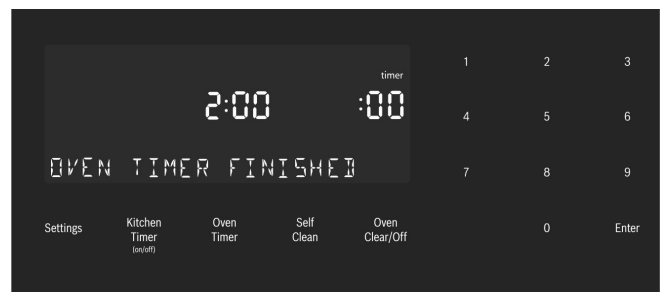 timer
2:00 :00
OVEN TIMER FINISHED
1 2 3
4 5 6
7 8 9
0 Enter
Settings
Kitchen
Timer
(on/off)
Oven
Timer
Self
Clean
Oven
Clear/Off